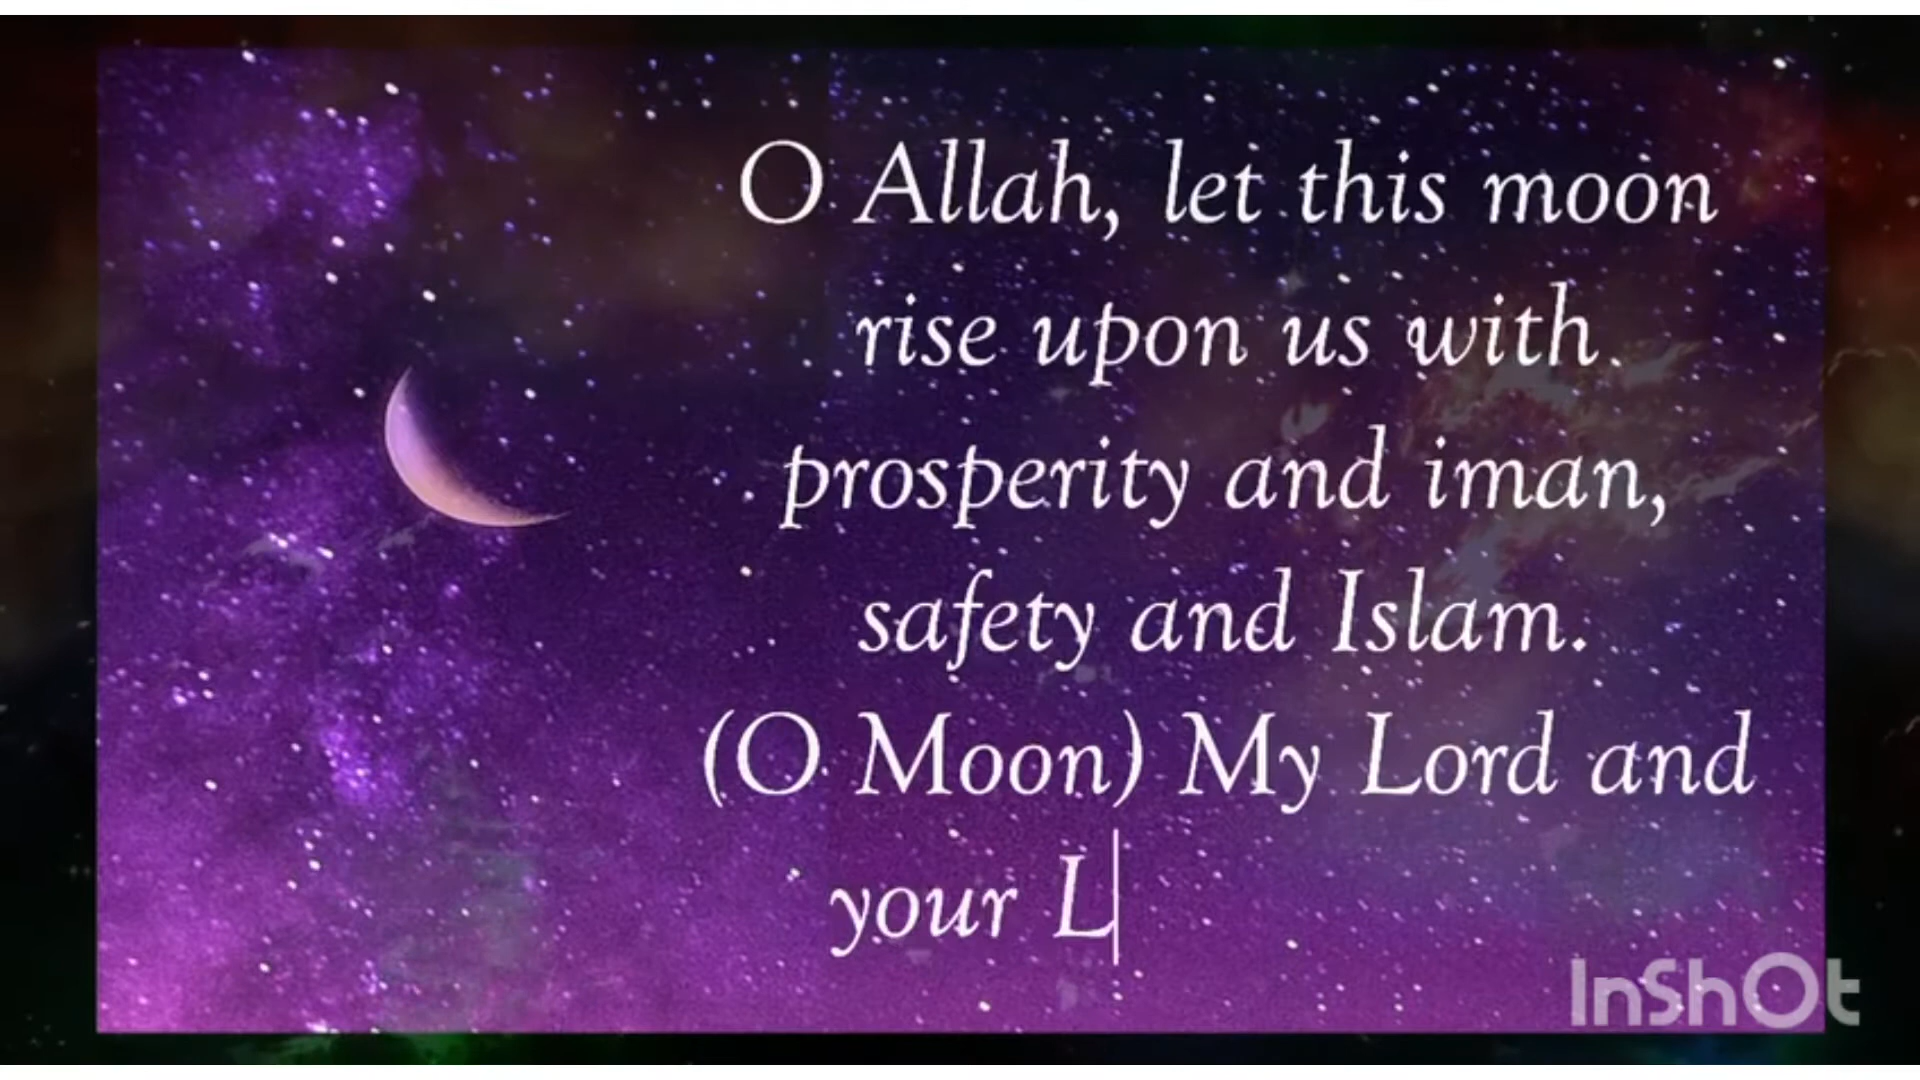 O Allah, let this moon
rise upon us with
prosperity and iman,
safety and Islam.
(O Moon) My Lord and
your L
InShOt